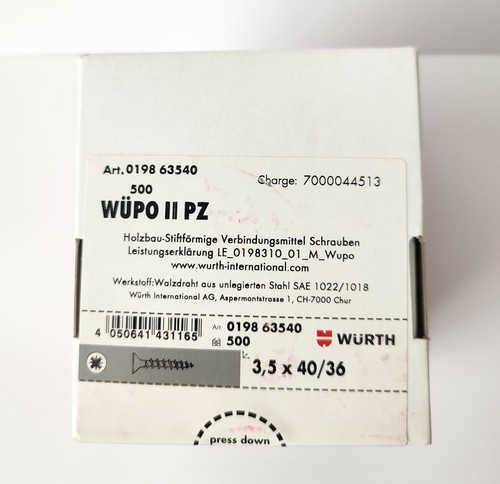 Art. 0198 63540
500
WÜPO II PZ
Charge: 7000044513
Holzbau-Stiftförmige Verbindungsmittel Schrauben
Leistungserklärung LE_0198310_01_M_Wupo
www.wurth-international.com
Werkstoff:Walzdraht aus unlegierten Stahl SAE 1022/1018
Würth International AG, Aspermontstrasse 1, CH-7000 Chur
4 050641 431165
Art 0198 63540
500
WÜRTH
3,5 x 40/36
press down